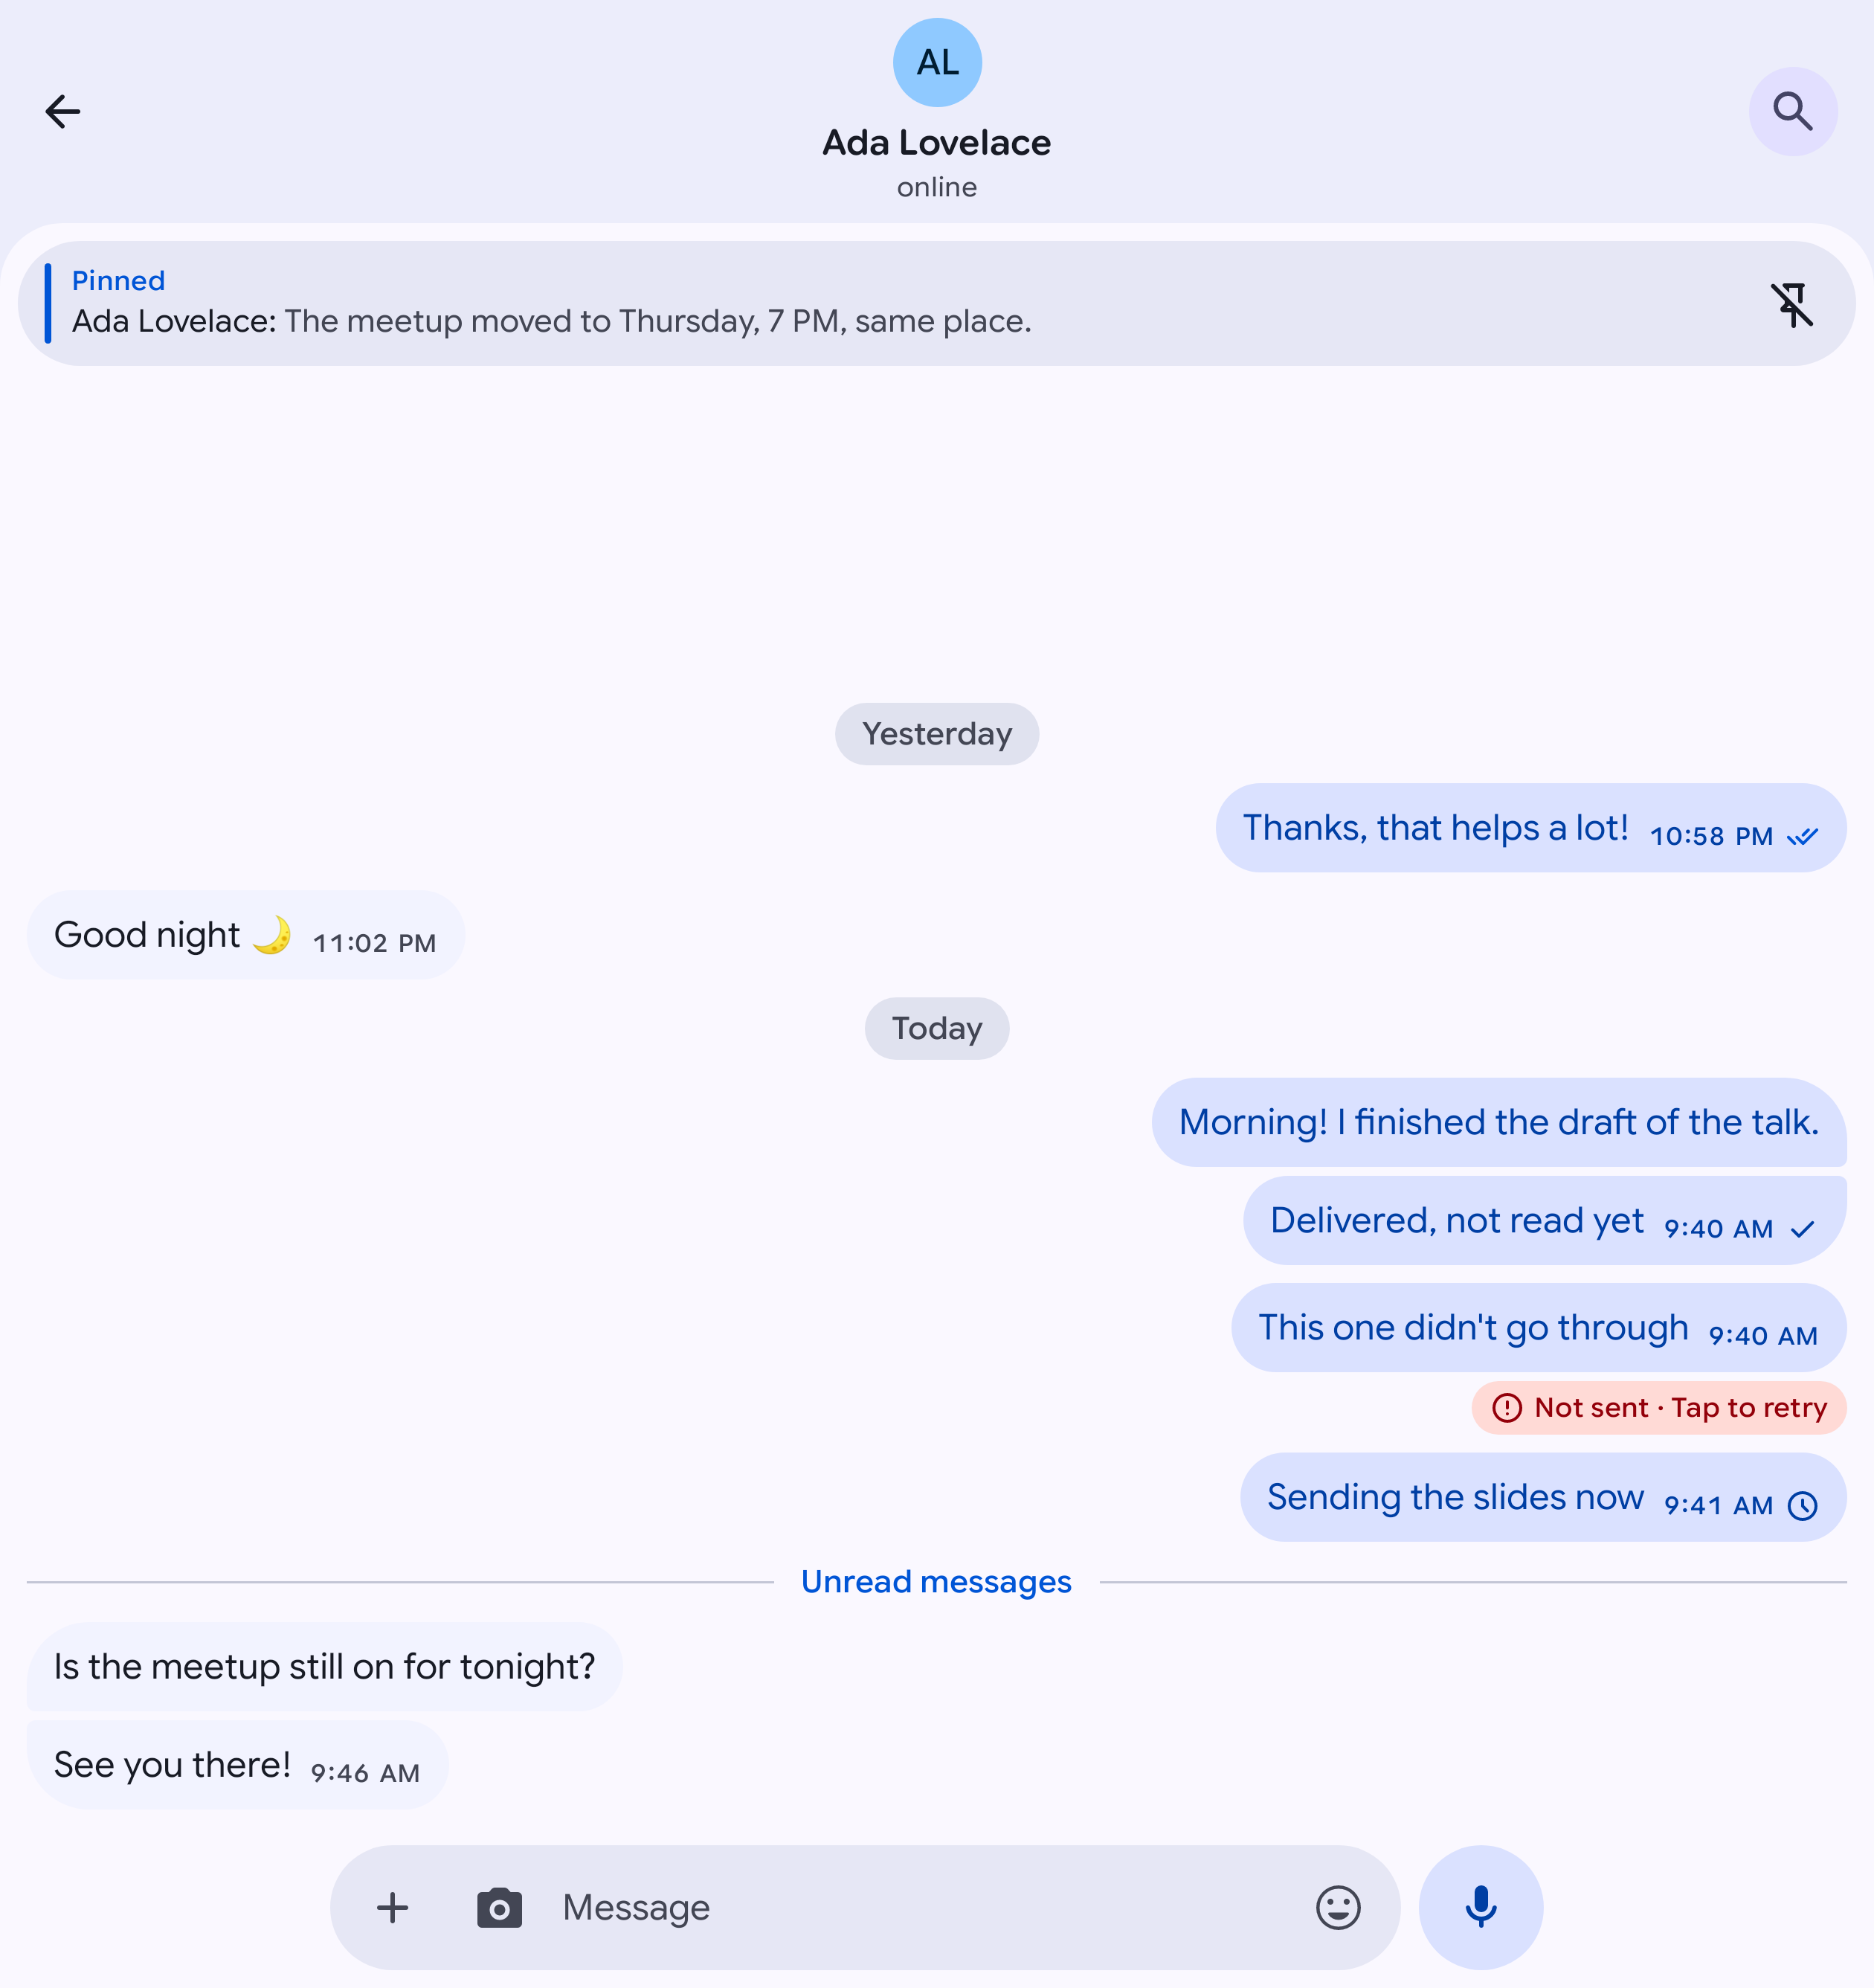 AL
Ada Lovelace
online
Pinned
Ada Lovelace: The meetup moved to Thursday, 7 PM, same place.
Yesterday
Thanks, that helps a lot! 10:58 PM
Good night 🌙 11:02 PM
Today
Morning! I finished the draft of the talk.
Delivered, not read yet 9:40 AM
This one didn't go through 9:40 AM
Not sent · Tap to retry
Sending the slides now 9:41 AM
Unread messages
Is the meetup still on for tonight?
See you there! 9:46 AM
Message